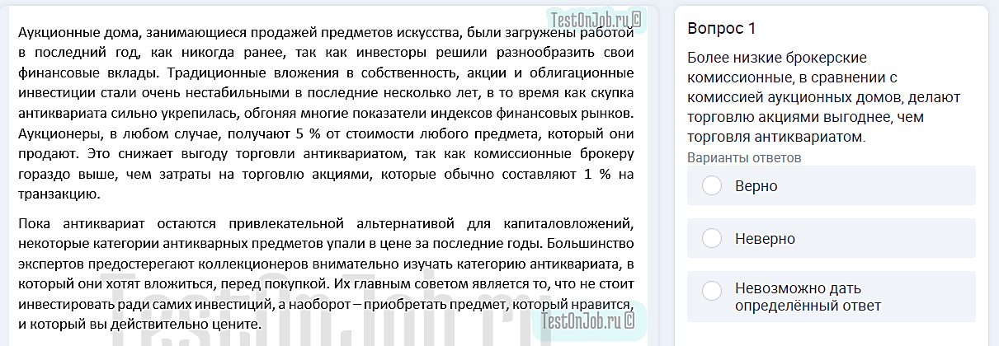 TestOnJob.ru©
Аукционные дома, занимающиеся продажей предметов искусства, были загружены работой
в последний год, как никогда ранее, так как инвесторы решили разнообразить свои
финансовые вклады. Традиционные вложения в собственность, акции и облигационные
инвестиции стали очень нестабильными в последние несколько лет, в то время как скупка
антиквариата сильно укрепилась, обгоняя многие показатели индексов финансовых рынков.
Аукционеры, в любом случае, получают 5 % от стоимости любого предмета, который они
продают. Это снижает выгоду торговли антиквариатом, так как комиссионные брокеру
гораздо выше, чем затраты на торговлю акциями, которые обычно составляют 1 % на
транзакцию.
Пока антиквариат остаются привлекательной альтернативой для капиталовложений,
некоторые категории антикварных предметов упали в цене за последние годы. Большинство
экспертов предостерегают коллекционеров внимательно изучать категорию антиквариата, в
который они хотят вложиться, перед покупкой. Их главным советом является то, что не стоит
инвестировать ради самих инвестиций, а наоборот – приобретать предмет, который нравится,
и который вы действительно цените.
TestOnJob.ru
TestOnJob.ru©
Вопрос 1
Более низкие брокерские
комиссионные, в сравнении с
комиссией аукционных домов, делают
торговлю акциями выгоднее, чем
торговля антиквариатом.
Варианты ответов
Верно
Неверно
Невозможно дать
определённый ответ